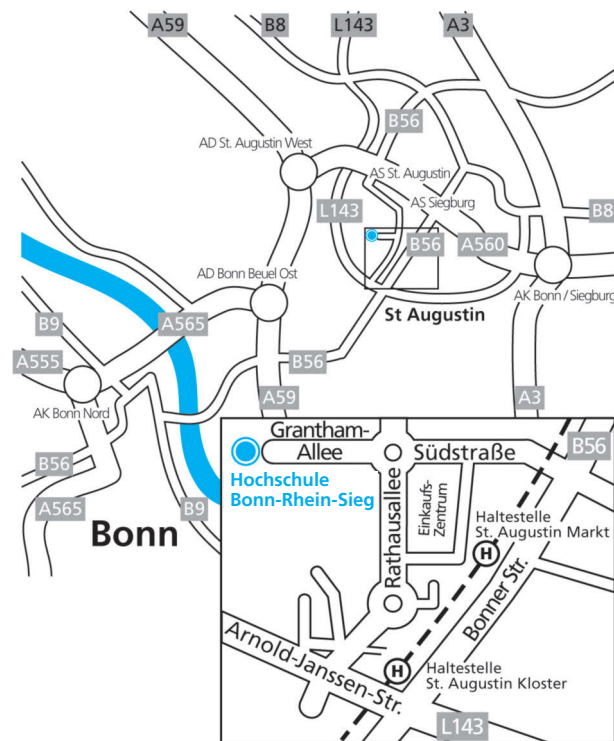 A59
B8
L143
A3
B56
AD St. Augustin West
AS St. Augustin
AS Siegburg
L143
B8
B56
A560
AD Bonn Beuel Ost
AK Bonn / Siegburg
St Augustin
B9
A565
A555
B56
A59
A3
AK Bonn Nord
B56
A565
Bonn
B9
Grantham-
Allee
Südstraße
B56
Hochschule
Bonn-Rhein-Sieg
Rathausallee
Einkaufs-
Zentrum
Haltestelle
St. Augustin Markt
H
Bonner Str.
Arnold-Janssen-Str.
H
Haltestelle
St. Augustin Kloster
L143